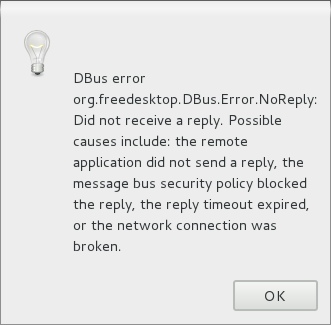 DBus error
org.freedesktop.DBus.Error.NoReply:
Did not receive a reply. Possible
causes include: the remote
application did not send a reply, the
message bus security policy blocked
the reply, the reply timeout expired,
or the network connection was
broken.
OK